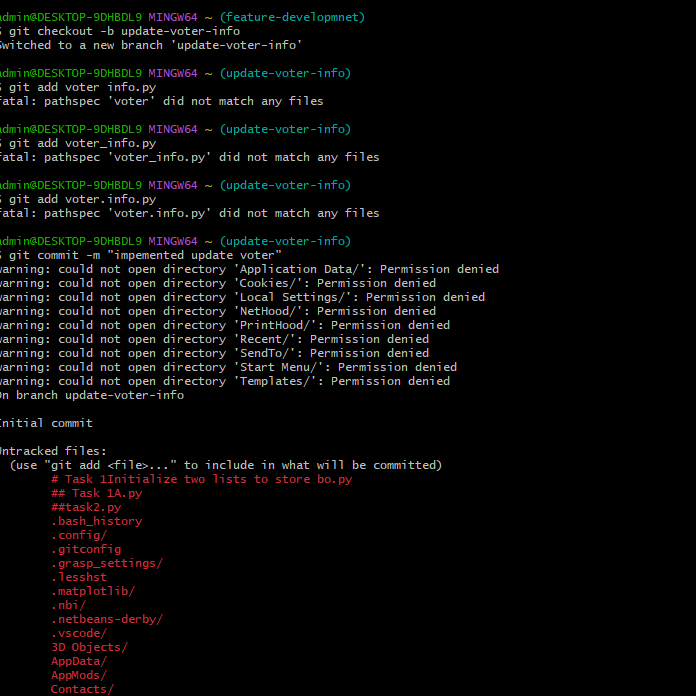 admin@DESKTOP-9DHBDL9 MINGW64 ~ (feature-developmnet)
$ git checkout -b update-voter-info
Switched to a new branch 'update-voter-info'
admin@DESKTOP-9DHBDL9 MINGW64 ~ (update-voter-info)
$ git add voter info.py
fatal: pathspec 'voter' did not match any files
admin@DESKTOP-9DHBDL9 MINGW64 ~ (update-voter-info)
$ git add voter_info.py
fatal: pathspec 'voter_info.py' did not match any files
admin@DESKTOP-9DHBDL9 MINGW64 ~ (update-voter-info)
$ git add voter.info.py
fatal: pathspec 'voter.info.py' did not match any files
admin@DESKTOP-9DHBDL9 MINGW64 ~ (update-voter-info)
$ git commit -m "impemented update voter"
warning: could not open directory 'Application Data/': Permission denied
warning: could not open directory 'Cookies/': Permission denied
warning: could not open directory 'Local Settings/': Permission denied
warning: could not open directory 'NetHood/': Permission denied
warning: could not open directory 'PrintHood/': Permission denied
warning: could not open directory 'Recent/': Permission denied
warning: could not open directory 'SendTo/': Permission denied
warning: could not open directory 'Start Menu/': Permission denied
warning: could not open directory 'Templates/': Permission denied
On branch update-voter-info
Initial commit
Untracked files:
(use "git add <file>..." to include in what will be committed)
# Task 1Initialize two lists to store bo.py
## Task 1A.py
##task2.py
.bash_history
.config/
.gitconfig
.grasp_settings/
.lesshst
.matplotlib/
.nbi/
.netbeans-derby/
.vscode/
3D Objects/
AppData/
AppMods/
Contacts/